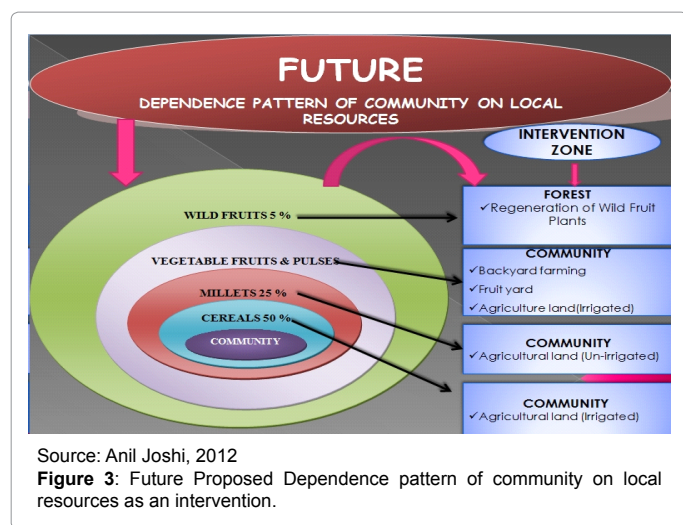 FUTURE
DEPENDENCE PATTERN OF COMMUNITY ON LOCAL
RESOURCES
INTERVENTION
ZONE
WILD FRUITS 5 %
VEGETABLE FRUITS & PULSES
MILLETS 25 %
CEREALS 50 %
COMMUNITY
FOREST
✓Regeneration of Wild Fruit
Plants
COMMUNITY
✓Backyard farming
✓Fruit yard
✓Agriculture land(Irrigated)
COMMUNITY
✓Agricultural land (Un-irrigated)
COMMUNITY
✓Agricultural land (Irrigated)
Source: Anil Joshi, 2012
Figure 3: Future Proposed Dependence pattern of community on local
resources as an intervention.